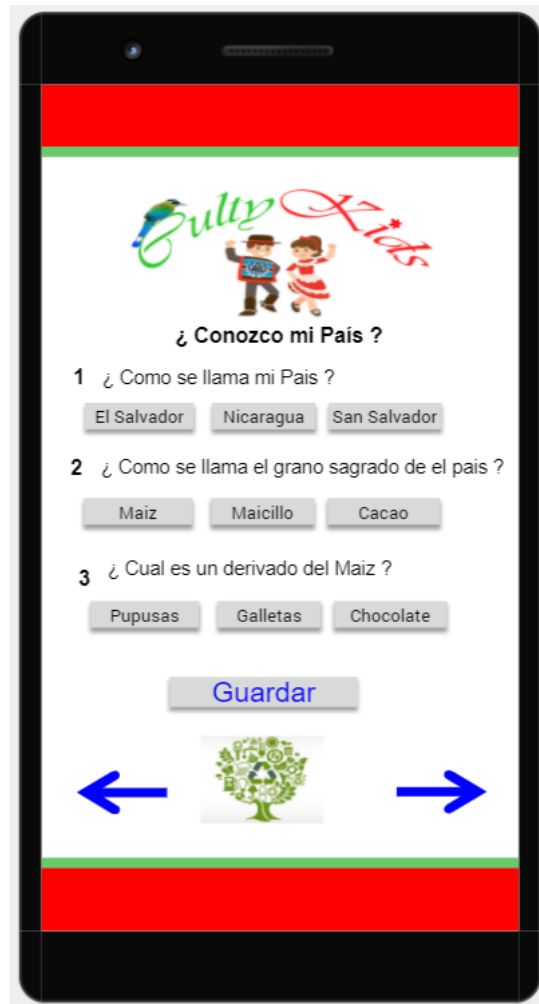 Culty Kids
¿ Conozco mi País ?
1 ¿ Como se llama mi Pais ?
El Salvador Nicaragua San Salvador
2 ¿ Como se llama el grano sagrado de el pais ?
Maiz Maicillo Cacao
3 ¿ Cual es un derivado del Maiz ?
Pupusas Galletas Chocolate
Guardar